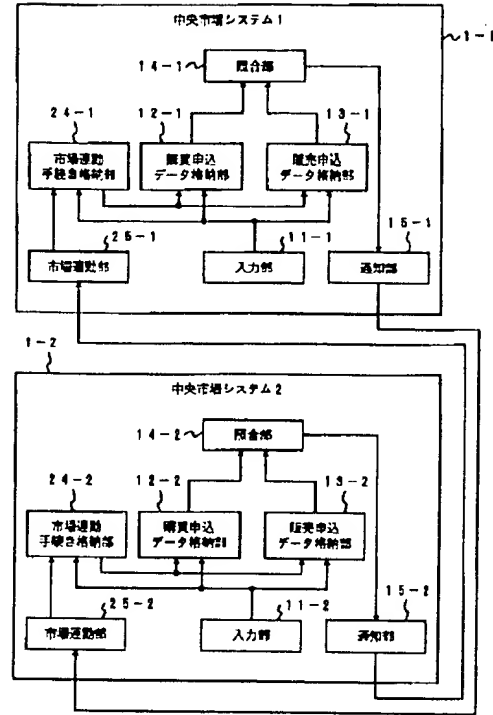 中央市場システム1
1-1
14-1
照合部
24-1
12-1
13-1
市場連動
手続き格納部
購買申込
データ格納部
販売申込
データ格納部
25-1
11-1
15-1
市場連動部
入力部
通知部
1-2
中央市場システム2
14-2
照合部
24-2
12-2
13-2
市場連動
手続き格納部
購買申込
データ格納部
販売申込
データ格納部
25-2
11-2
15-2
市場連動部
入力部
通知部